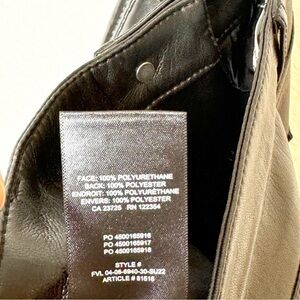 FACE: 100% POLYURETHANE
BACK: 100% POLYESTER
ENDROIT: 100% POLYURÉTHANE
ENVERS: 100% POLYESTER
CA 23725 RN 122354
PO 4500165916
PO 4500165917
PO 4500165918
STYLE #
FVL 04-06-6940-30-SU22
ARTICLE # 81516